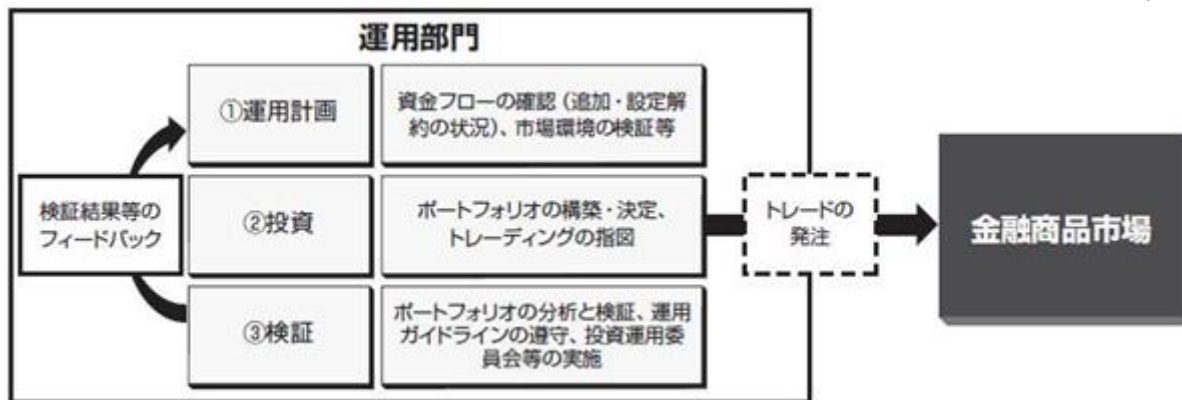 運用部門
①運用計画
資金フローの確認（追加・設定解
約の状況）、市場環境の検証等
検証結果等の
フィードバック
②投資
ポートフォリオの構築・決定、
トレーディングの指図
トレードの
発注
金融商品市場
③検証
ポートフォリオの分析と検証、運用
ガイドラインの遵守、投資運用委
員会等の実施